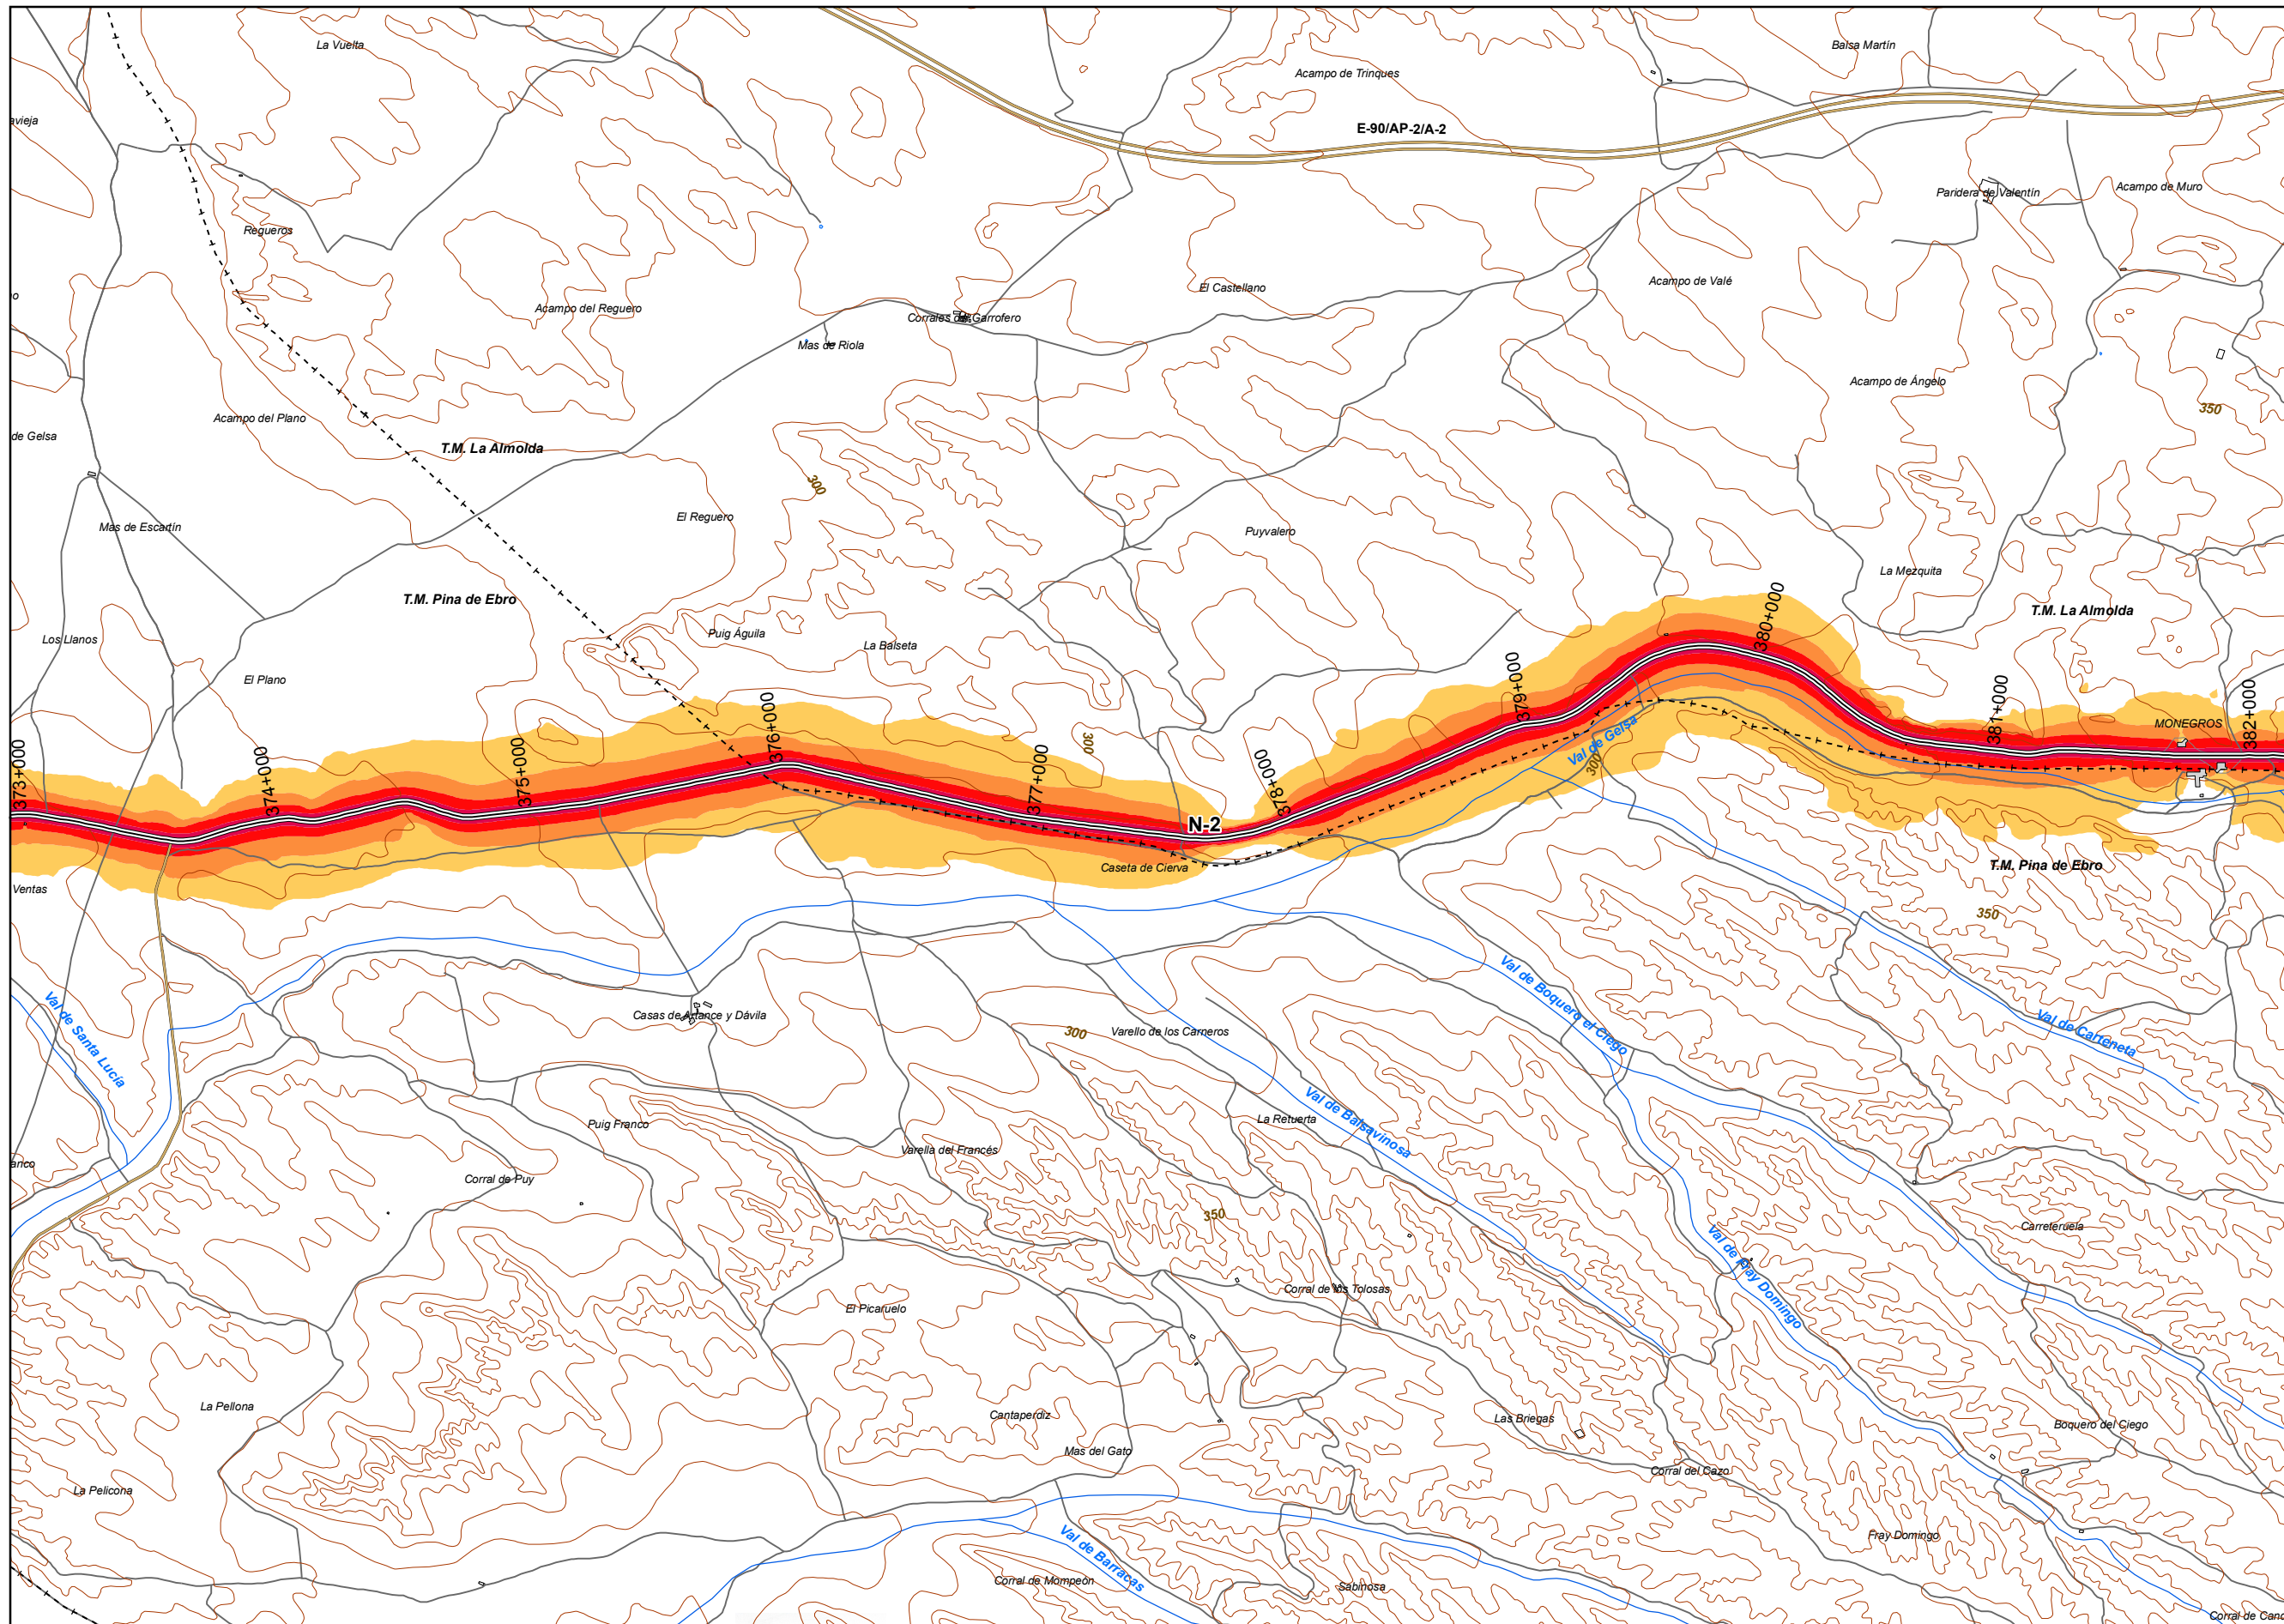 La Vuelta
Balsa Martín
Acampo de Trinques
avieja
E-90/AP-2/A-2
Acampo de Muro
Paridera de Valentín
Regueros
Acampo de Valé
El Castellano
Acampo del Reguero
Corrales de Garrofero
Mas de Riola
Acampo de Ángelo
350
Acampo del Plano
de Gelsa
T.M. La Almolda
300
El Reguero
Mas de Escartín
Puyvalero
La Mezquita
T.M. Pina de Ebro
T.M. La Almolda
Los Llanos
Puig Águila
La Balseta
El Plano
373+000
374+000
375+000
376+000
377+000
378+000
379+000
380+000
381+000
382+000
MONEGROS
Val de Gelsa
300
300
N-2
Caseta de Cierva
T.M. Pina de Ebro
Ventas
350
Val de Santa Lucía
Casas de Artance y Dávila
300
Varello de los Carneros
Val de Boquero el Ciego
Val de Carteneta
Puig Franco
La Retuerta
Val de Balsavinosa
Varella del Francés
anco
Corral de Puy
350
Carreteruela
Val de Fray Domingo
Corral de los Tolosas
El Picaruelo
La Pellona
Cantaperdiz
Las Briegas
Boquero del Ciego
Mas del Gato
Corral del Cazo
La Pelicona
Fray Domingo
Val de Barracas
Corral de Mompeón
Sabinosa